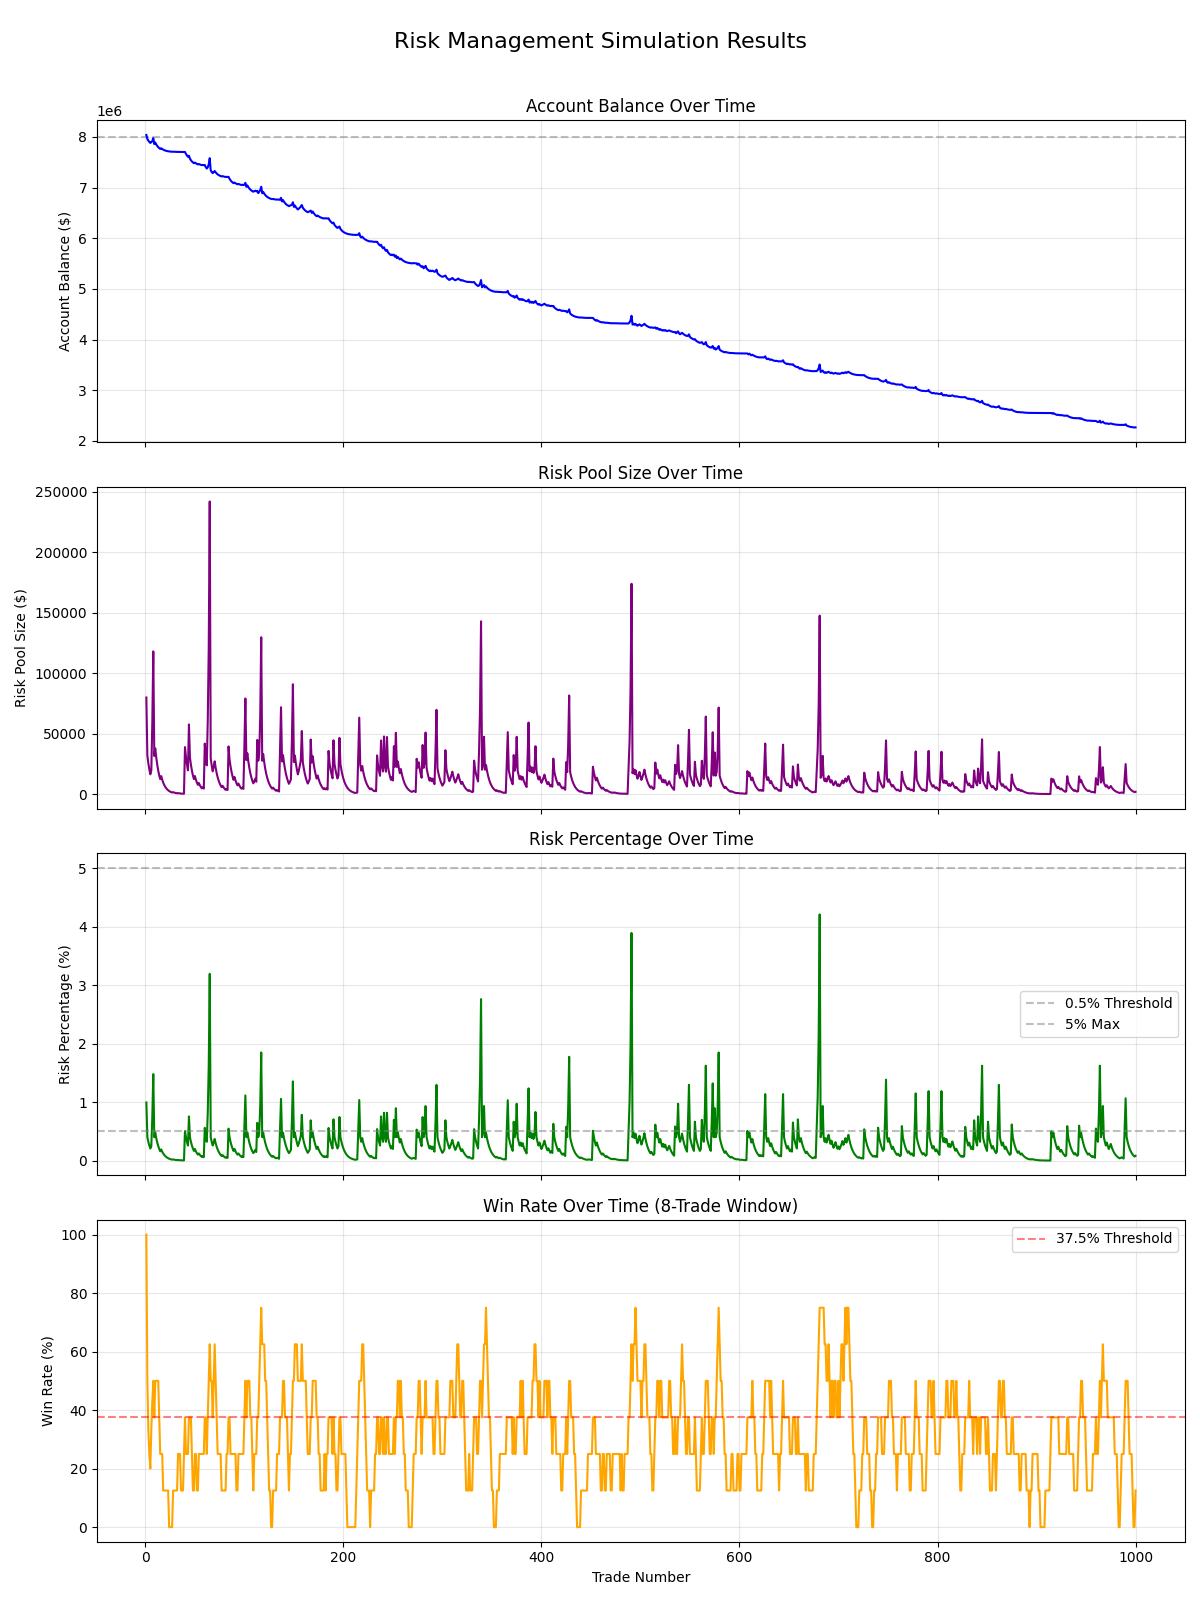 Risk Management Simulation Results
Account Balance Over Time
1e6
8
7
6
5
4
3
2
Account Balance ($)
Risk Pool Size Over Time
250000
200000
150000
100000
50000
0
Risk Pool Size ($)
Risk Percentage Over Time
5
4
3
2
1
0
Risk Percentage (%)
0.5% Threshold
5% Max
Win Rate Over Time (8-Trade Window)
100
80
60
40
20
0
Win Rate (%)
37.5% Threshold
0 200 400 600 800 1000
Trade Number